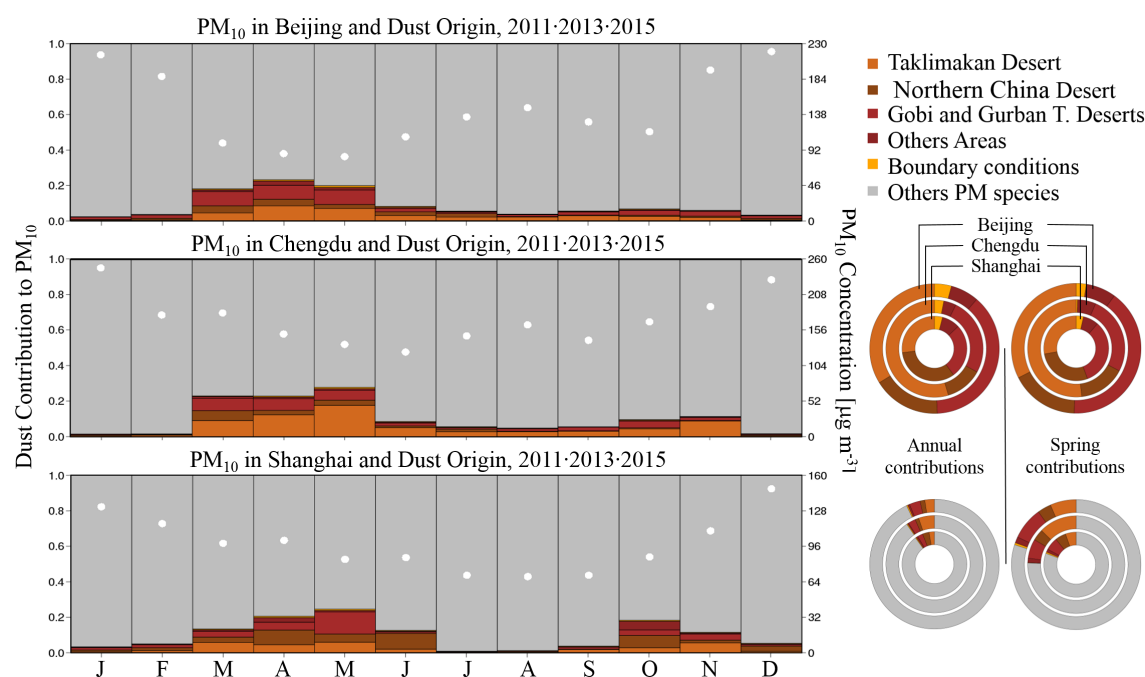 PM₁₀ in Beijing and Dust Origin, 2011·2013·2015
1.0
0.8
0.6
0.4
0.2
0.0
230
184
138
92
46
0
PM₁₀ in Chengdu and Dust Origin, 2011·2013·2015
1.0
0.8
0.6
0.4
0.2
0.0
260
208
156
104
52
0
PM₁₀ in Shanghai and Dust Origin, 2011·2013·2015
1.0
0.8
0.6
0.4
0.2
0.0
160
128
96
64
32
0
J F M A M J J A S O N D
Dust Contribution to PM₁₀
PM₁₀ Concentration [µg m⁻³]
Taklimakan Desert
Northern China Desert
Gobi and Gurban T. Deserts
Others Areas
Boundary conditions
Others PM species
Beijing
Chengdu
Shanghai
Annual
contributions
Spring
contributions